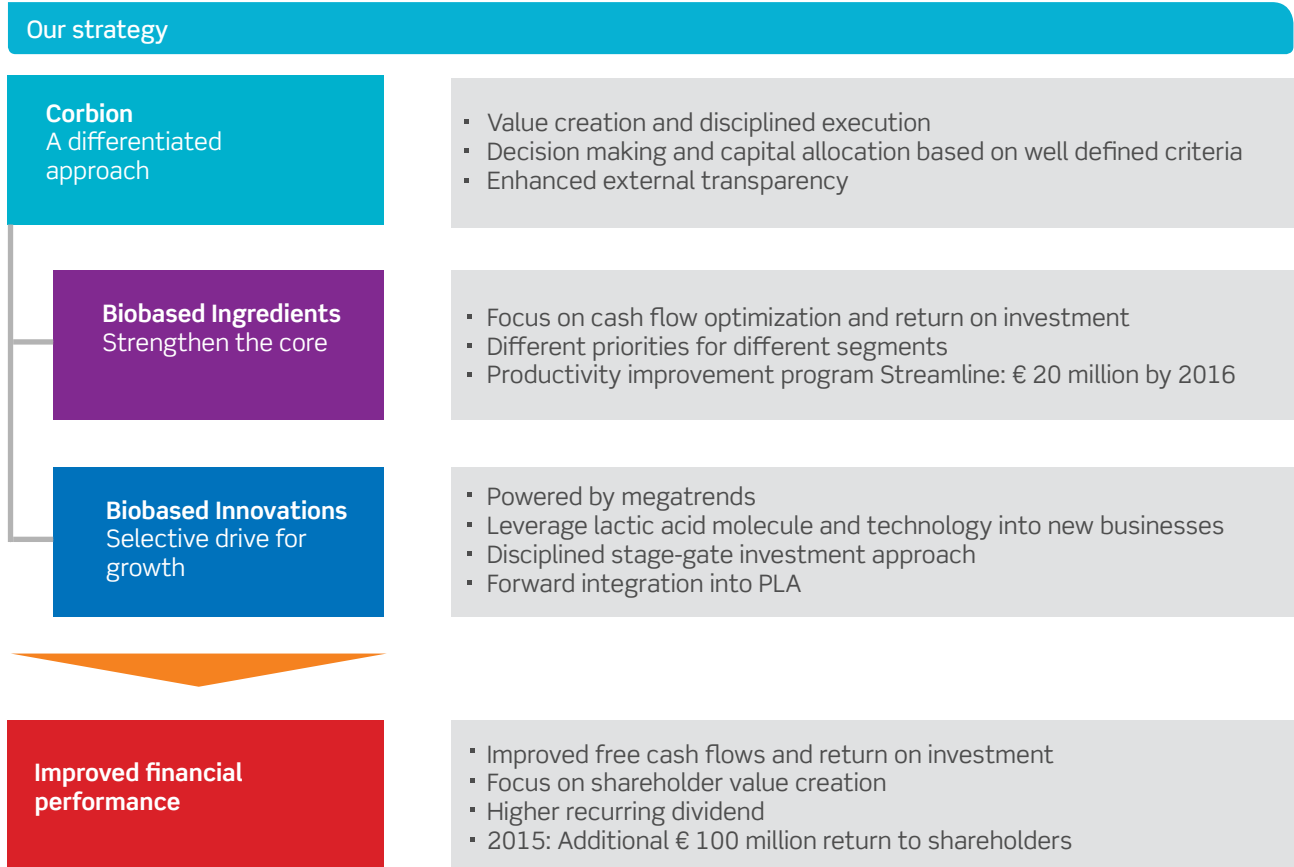 Our strategy
Corbion
A differentiated
approach
▪ Value creation and disciplined execution
▪ Decision making and capital allocation based on well defined criteria
▪ Enhanced external transparency
Biobased Ingredients
Strengthen the core
▪ Focus on cash flow optimization and return on investment
▪ Different priorities for different segments
▪ Productivity improvement program Streamline: € 20 million by 2016
Biobased Innovations
Selective drive for
growth
▪ Powered by megatrends
▪ Leverage lactic acid molecule and technology into new businesses
▪ Disciplined stage-gate investment approach
▪ Forward integration into PLA
Improved financial
performance
▪ Improved free cash flows and return on investment
▪ Focus on shareholder value creation
▪ Higher recurring dividend
▪ 2015: Additional € 100 million return to shareholders